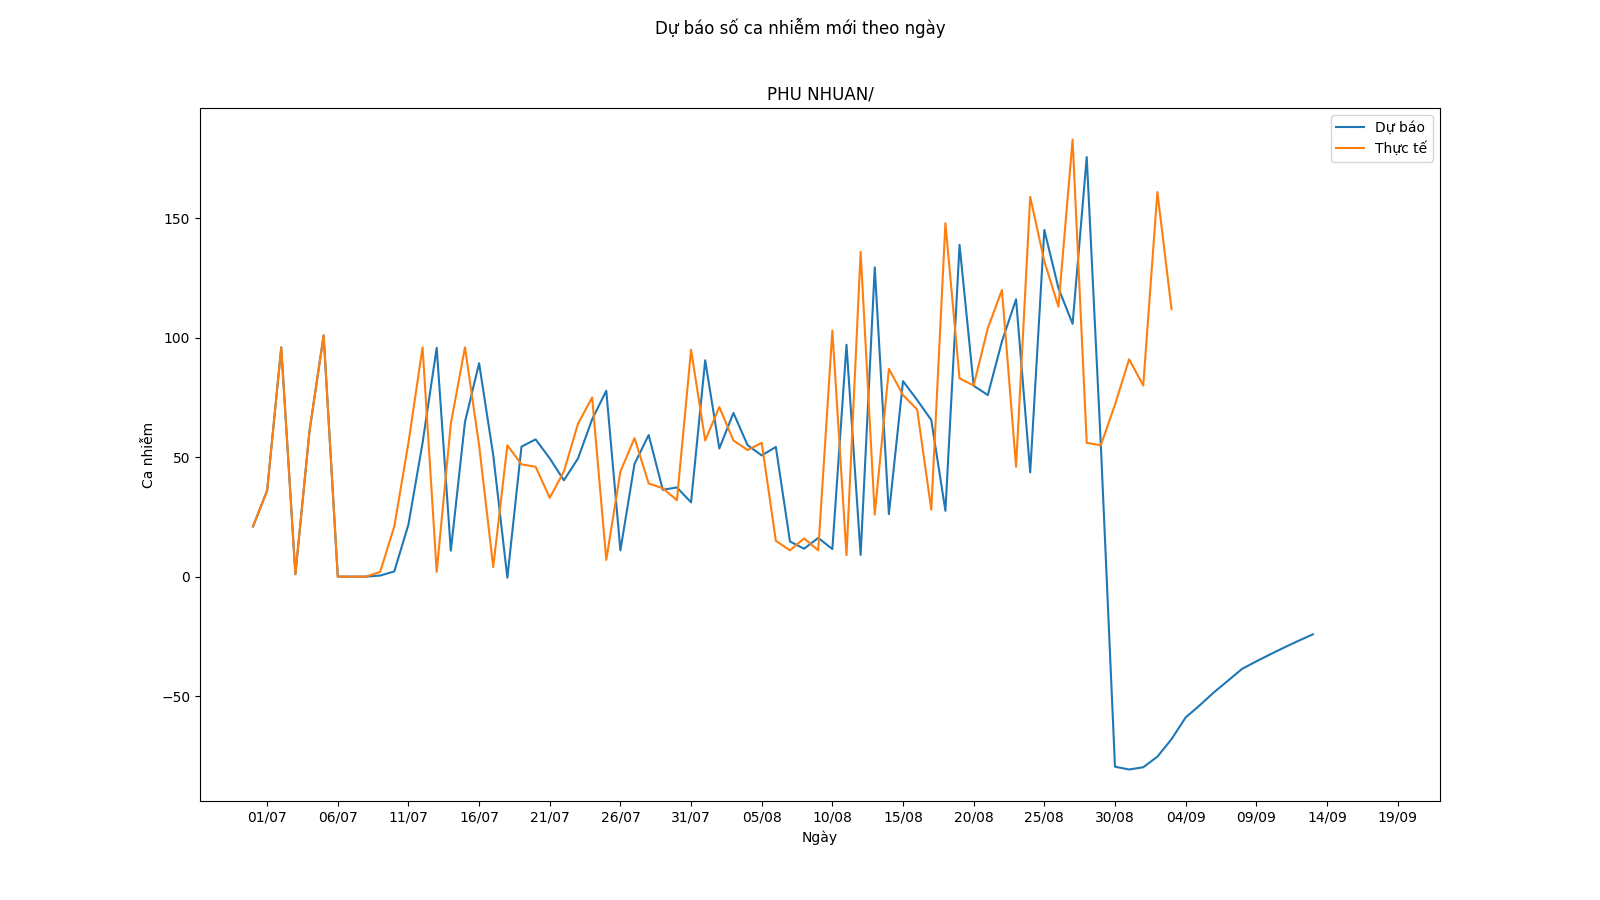 Dự báo số ca nhiễm mới theo ngày
PHU NHUAN/
Dự báo
Thực tế
150
100
50
0
−50
Ca nhiễm
01/07 06/07 11/07 16/07 21/07 26/07 31/07 05/08 10/08 15/08 20/08 25/08 30/08 04/09 09/09 14/09 19/09
Ngày